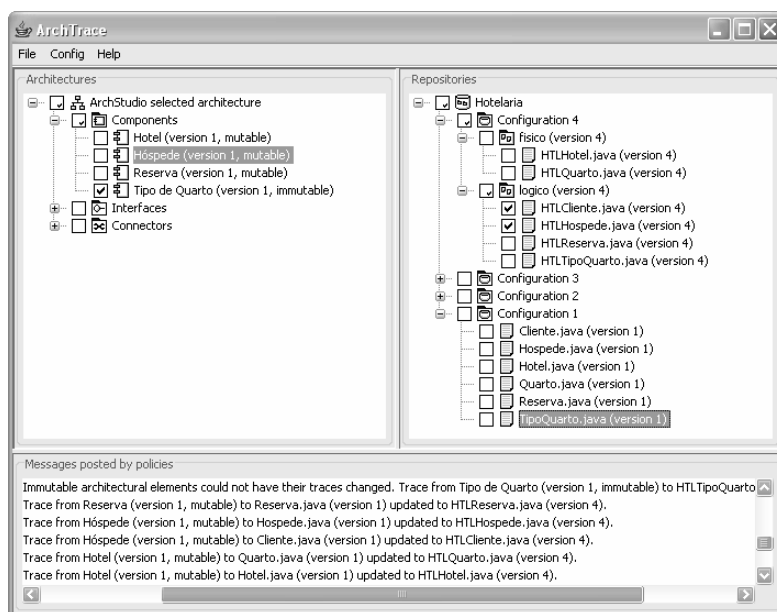 ArchTrace
File Config Help
Architectures
ArchStudio selected architecture
Components
Hotel (version 1, mutable)
Hóspede (version 1, mutable)
Reserva (version 1, mutable)
Tipo de Quarto (version 1, immutable)
Interfaces
Connectors
Repositories
Hotelaria
Configuration 4
fisico (version 4)
HTLHotel.java (version 4)
HTLQuarto.java (version 4)
logico (version 4)
HTLCliente.java (version 4)
HTLHospede.java (version 4)
HTLReserva.java (version 4)
HTLTipoQuarto.java (version 4)
Configuration 3
Configuration 2
Configuration 1
Cliente.java (version 1)
Hospede.java (version 1)
Hotel.java (version 1)
Quarto.java (version 1)
Reserva.java (version 1)
TipoQuarto.java (version 1)
Messages posted by policies
Immutable architectural elements could not have their traces changed. Trace from Tipo de Quarto (version 1, immutable) to HTLTipoQuarto
Trace from Reserva (version 1, mutable) to Reserva.java (version 1) updated to HTLReserva.java (version 4).
Trace from Hóspede (version 1, mutable) to Hospede.java (version 1) updated to HTLHospede.java (version 4).
Trace from Hóspede (version 1, mutable) to Cliente.java (version 1) updated to HTLCliente.java (version 4).
Trace from Hotel (version 1, mutable) to Quarto.java (version 1) updated to HTLQuarto.java (version 4).
Trace from Hotel (version 1, mutable) to Hotel.java (version 1) updated to HTLHotel.java (version 4).